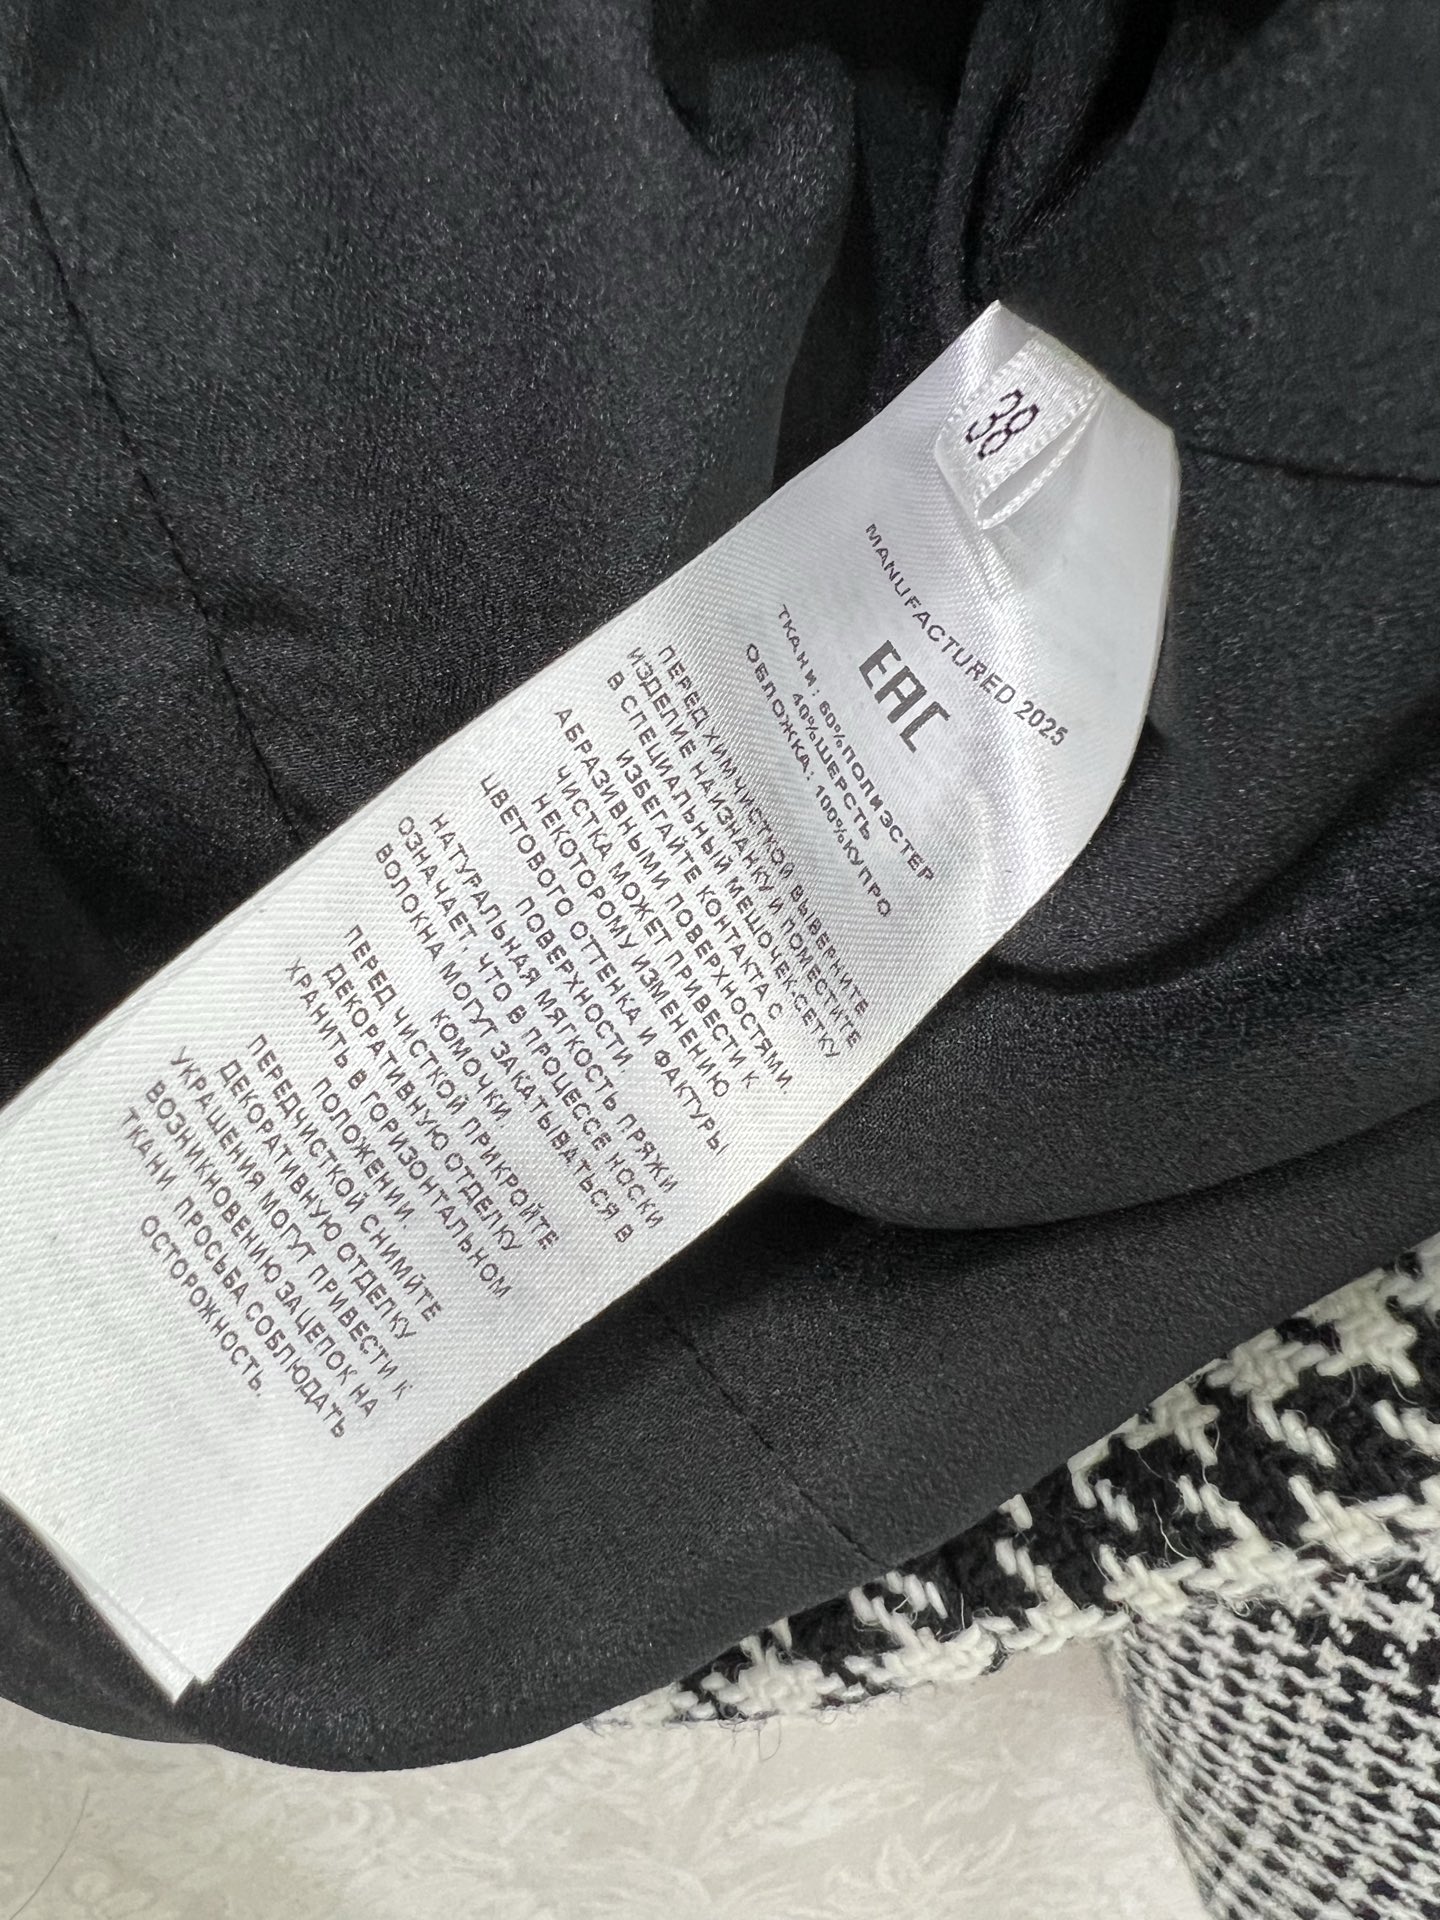 38
MANUFACTURED 2025
EAC
ТКАНИ: 60%ПОЛИЭСТЕР
40%ШЕРСТЬ
ОБЛОЖКА: 100%КУПРО
ПЕРЕД ХИМЧИСТКОЙ ВЫВЕРНИТЕ
ИЗДЕЛИЕ НАИЗНАНКУ И ПОМЕСТИТЕ
В СПЕЦИАЛЬНЫЙ МЕШОЧЕК-СЕТКУ
ИЗБЕГАЙТЕ КОНТАКТА С
АБРАЗИВНЫМИ ПОВЕРХНОСТЯМИ.
ЧИСТКА МОЖЕТ ПРИВЕСТИ К
НЕКОТОРОМУ ИЗМЕНЕНИЮ
ЦВЕТОВОГО ОТТЕНКА И ФАКТУРЫ
ПОВЕРХНОСТИ.
НАТУРАЛЬНАЯ МЯГКОСТЬ ПРЯЖИ
ОЗНАЧАЕТ, ЧТО В ПРОЦЕССЕ НОСКИ
ВОЛОКНА МОГУТ ЗАКАТЫВАТЬСЯ В
КОМОЧКИ.
ПЕРЕД ЧИСТКОЙ ПРИКРОЙТЕ
ДЕКОРАТИВНУЮ ОТДЕЛКУ
ХРАНИТЬ В ГОРИЗОНТАЛЬНОМ
ПОЛОЖЕНИИ.
ПЕРЕДЧИСТКОЙ СНИМЙТЕ
ДЕКОРАТИВНУЮ ОТДЕЛКУ
УКРАШЕНИЯ МОГУТ ПРИВЕСТИ К
ВОЗНИКНОВЕНИЮ ЗАЦЕПОК НА
ТКАНИ. ПРОСЬБА СОБЛЮДАТЬ
ОСТОРОЖНОСТЬ.